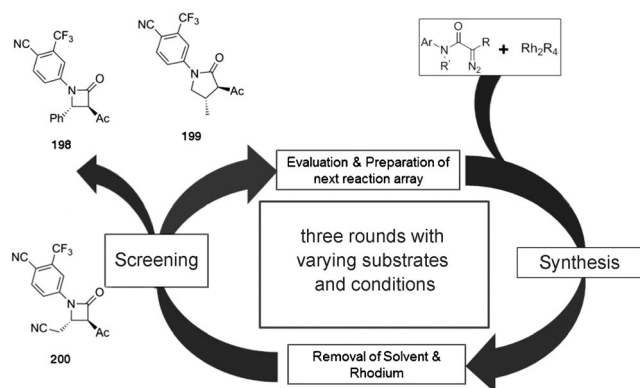 CF₃
NC
O
N
Ph
Ac
198
CF₃
NC
O
N
Ac
199
O
Ar
N
R
R'
N₂
+
Rh₂R₄
Evaluation & Preparation of
next reaction array
three rounds with
varying substrates
and conditions
Screening
Synthesis
CF₃
NC
O
N
NC
Ac
200
Removal of Solvent &
Rhodium